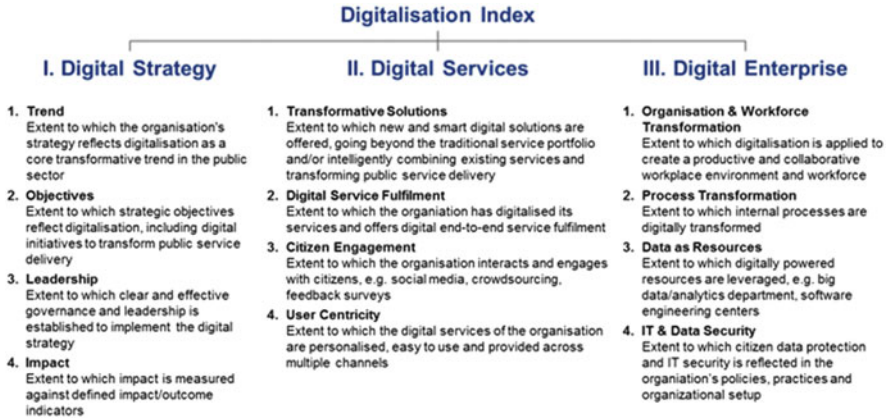 Digitalisation Index
I. Digital Strategy
1. Trend
Extent to which the organisation's
strategy reflects digitalisation as a
core transformative trend in the public
sector
2. Objectives
Extent to which strategic objectives
reflect digitalisation, including digital
initiatives to transform public service
delivery
3. Leadership
Extent to which clear and effective
governance and leadership is
established to implement the digital
strategy
4. Impact
Extent to which impact is measured
against defined impact/outcome
indicators
II. Digital Services
1. Transformative Solutions
Extent to which new and smart digital solutions are
offered, going beyond the traditional service portfolio
and/or intelligently combining existing services and
transforming public service delivery
2. Digital Service Fulfilment
Extent to which the organiation has digitalised its
services and offers digital end-to-end service fulfilment
3. Citizen Engagement
Extent to which the organisation interacts and engages
with citizens, e.g. social media, crowdsourcing,
feedback surveys
4. User Centricity
Extent to which the digital services of the organisation
are personalised, easy to use and provided across
multiple channels
III. Digital Enterprise
1. Organisation & Workforce
Transformation
Extent to which digitalisation is applied to
create a productive and collaborative
workplace environment and workforce
2. Process Transformation
Extent to which internal processes are
digitally transformed
3. Data as Resources
Extent to which digitally powered
resources are leveraged, e.g. big
data/analytics department, software
engineering centers
4. IT & Data Security
Extent to which citizen data protection
and IT security is reflected in the
organiation's policies, practices and
organizational setup